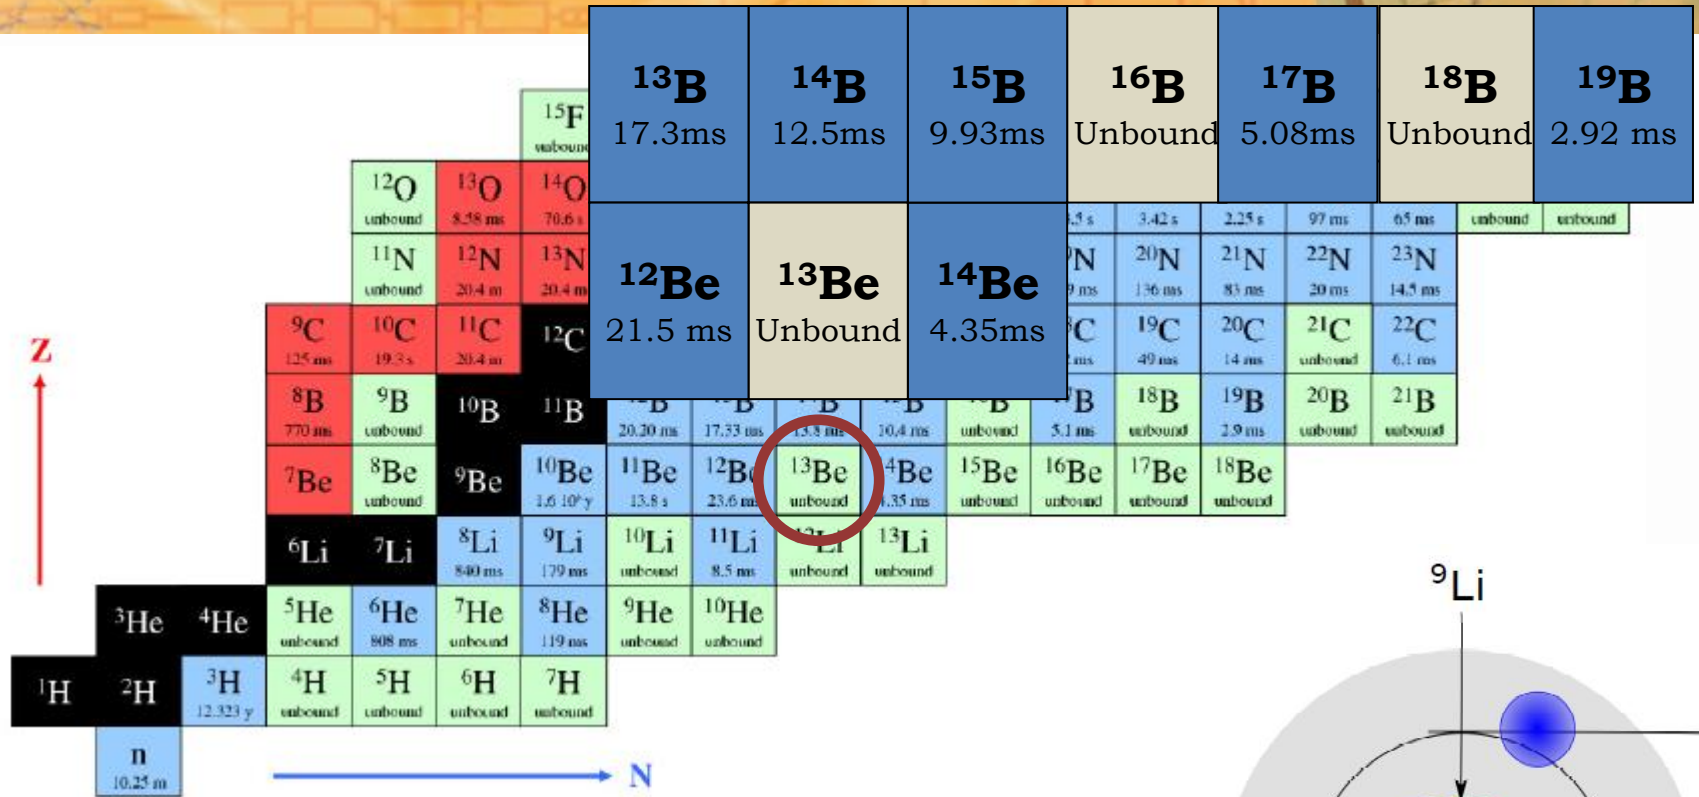 ¹³B ¹⁴B ¹⁵B ¹⁶B ¹⁷B ¹⁸B ¹⁹B
17.3ms 12.5ms 9.93ms Unbound 5.08ms Unbound 2.92 ms
¹²Be ¹³Be ¹⁴Be
21.5 ms Unbound 4.35ms
¹⁵F
¹²O ¹³O ¹⁴O
unbound 8.58 ms 70.6 s 3.42 s 2.25 s 97 ms 65 ms unbound unbound
¹¹N ¹²N ¹³N ²⁰N ²¹N ²²N ²³N
unbound 20.4 m 136 ms 83 ms 20 ms 14.5 ms
⁹C ¹⁰C ¹¹C ¹²C ¹⁹C ²⁰C ²¹C ²²C
125 ms 19.3 s 20.4 m 49 ms 14 ms unbound 6.1 ms
Z
⁸B ⁹B ¹⁰B ¹¹B ¹⁸B ¹⁹B ²⁰B ²¹B
770 ms unbound 20.20 ms 17.33 ms 13.8 ms 10.4 ms unbound 5.1 ms unbound 2.9 ms unbound unbound
⁷Be ⁸Be ⁹Be ¹⁰Be ¹¹Be ¹²Be ¹³Be ¹⁵Be ¹⁶Be ¹⁷Be ¹⁸Be
unbound 1.6 10⁶ y 13.8 s 23.6 ms unbound unbound unbound unbound unbound
⁶Li ⁷Li ⁸Li ⁹Li ¹⁰Li ¹¹Li ¹²Li ¹³Li
840 ms 179 ms unbound 8.5 ms unbound unbound
⁹Li
³He ⁴He ⁵He ⁶He ⁷He ⁸He ⁹He ¹⁰He
unbound 808 ms unbound 119 ms unbound unbound
¹H ²H ³H ⁴H ⁵H ⁶H ⁷H
12.323 y unbound unbound unbound unbound
n
10.25 m
N